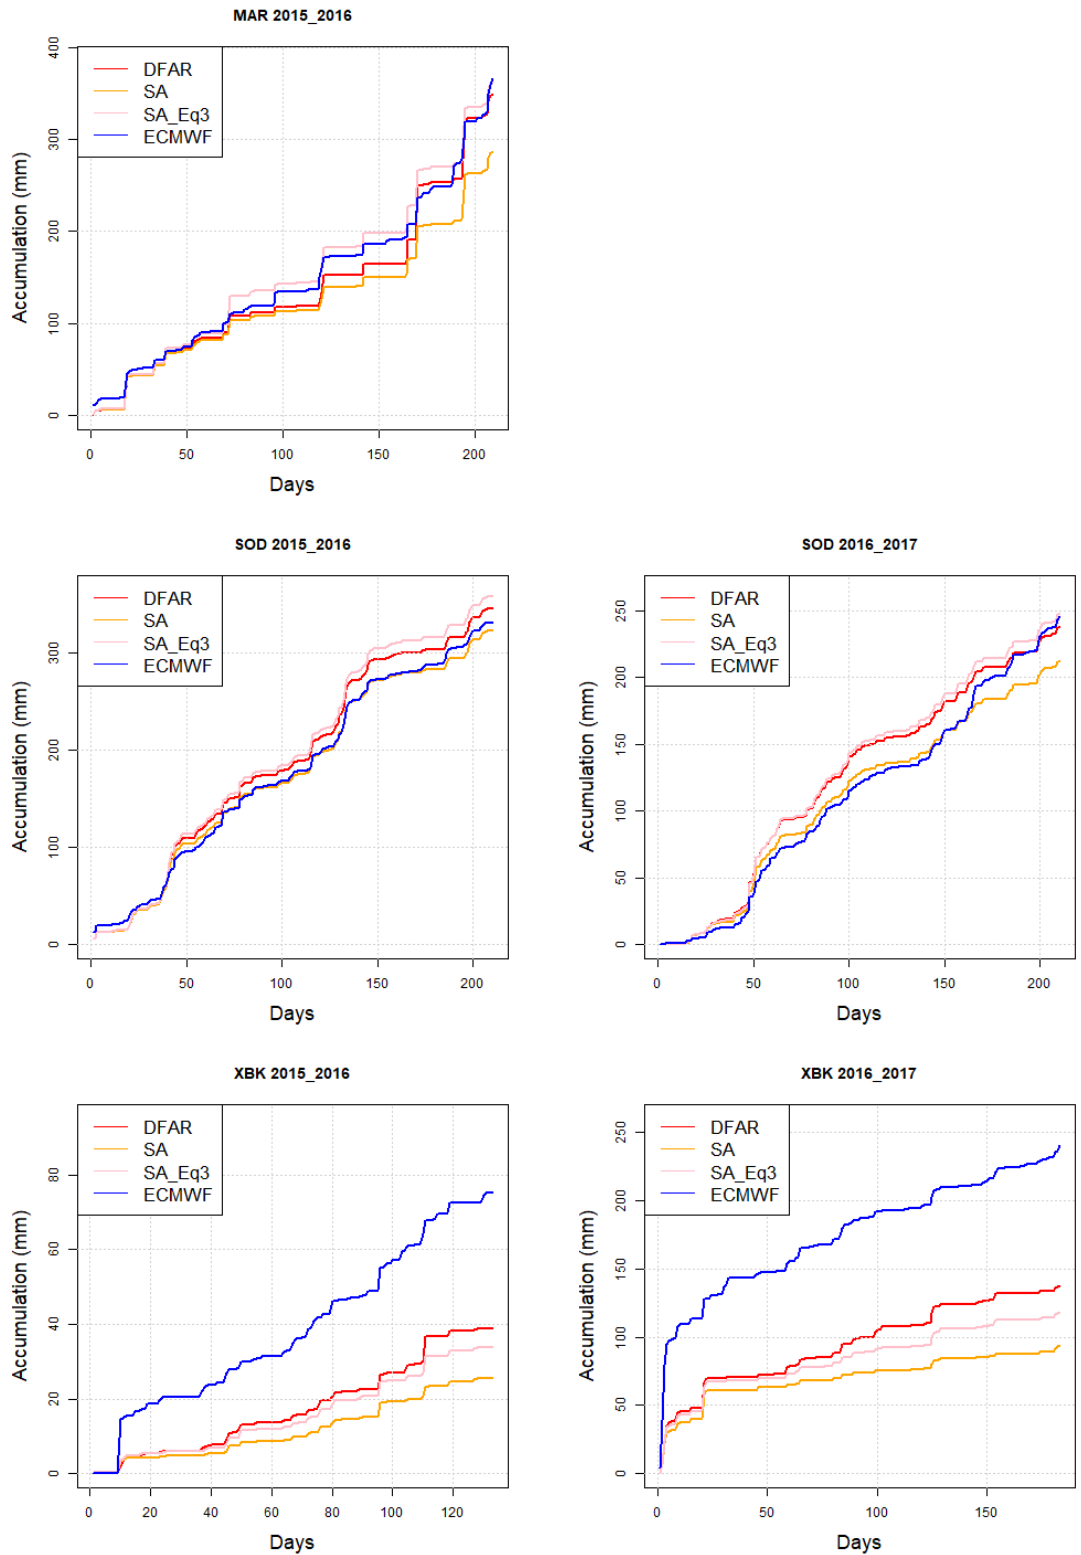 MAR 2015_2016
DFAR
SA
SA_Eq3
ECMWF
Accumulation (mm)
0
100
200
300
400
0 50 100 150 200
Days
SOD 2015_2016
DFAR
SA
SA_Eq3
ECMWF
Accumulation (mm)
0
100
200
300
0 50 100 150 200
Days
SOD 2016_2017
DFAR
SA
SA_Eq3
ECMWF
Accumulation (mm)
0
50
100
150
200
250
0 50 100 150 200
Days
XBK 2015_2016
DFAR
SA
SA_Eq3
ECMWF
Accumulation (mm)
0
20
40
60
80
0 20 40 60 80 100 120
Days
XBK 2016_2017
DFAR
SA
SA_Eq3
ECMWF
Accumulation (mm)
0
50
100
150
200
250
0 50 100 150
Days